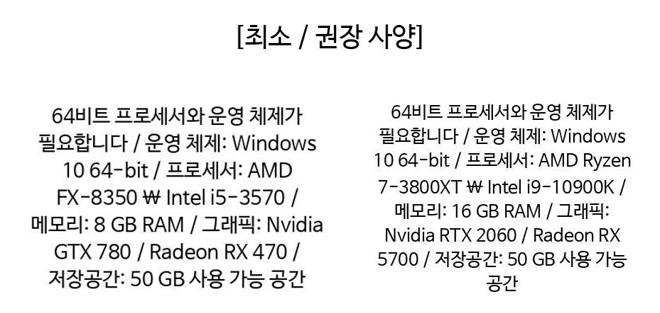 [최소 / 권장 사양]
64비트 프로세서와 운영 체제가
필요합니다 / 운영 체제: Windows
10 64-bit / 프로세서: AMD
FX-8350 ₩ Intel i5-3570 /
메모리: 8 GB RAM / 그래픽: Nvidia
GTX 780 / Radeon RX 470 /
저장공간: 50 GB 사용 가능 공간
64비트 프로세서와 운영 체제가
필요합니다 / 운영 체제: Windows
10 64-bit / 프로세서: AMD Ryzen
7-3800XT ₩ Intel i9-10900K /
메모리: 16 GB RAM / 그래픽:
Nvidia RTX 2060 / Radeon RX
5700 / 저장공간: 50 GB 사용 가능
공간